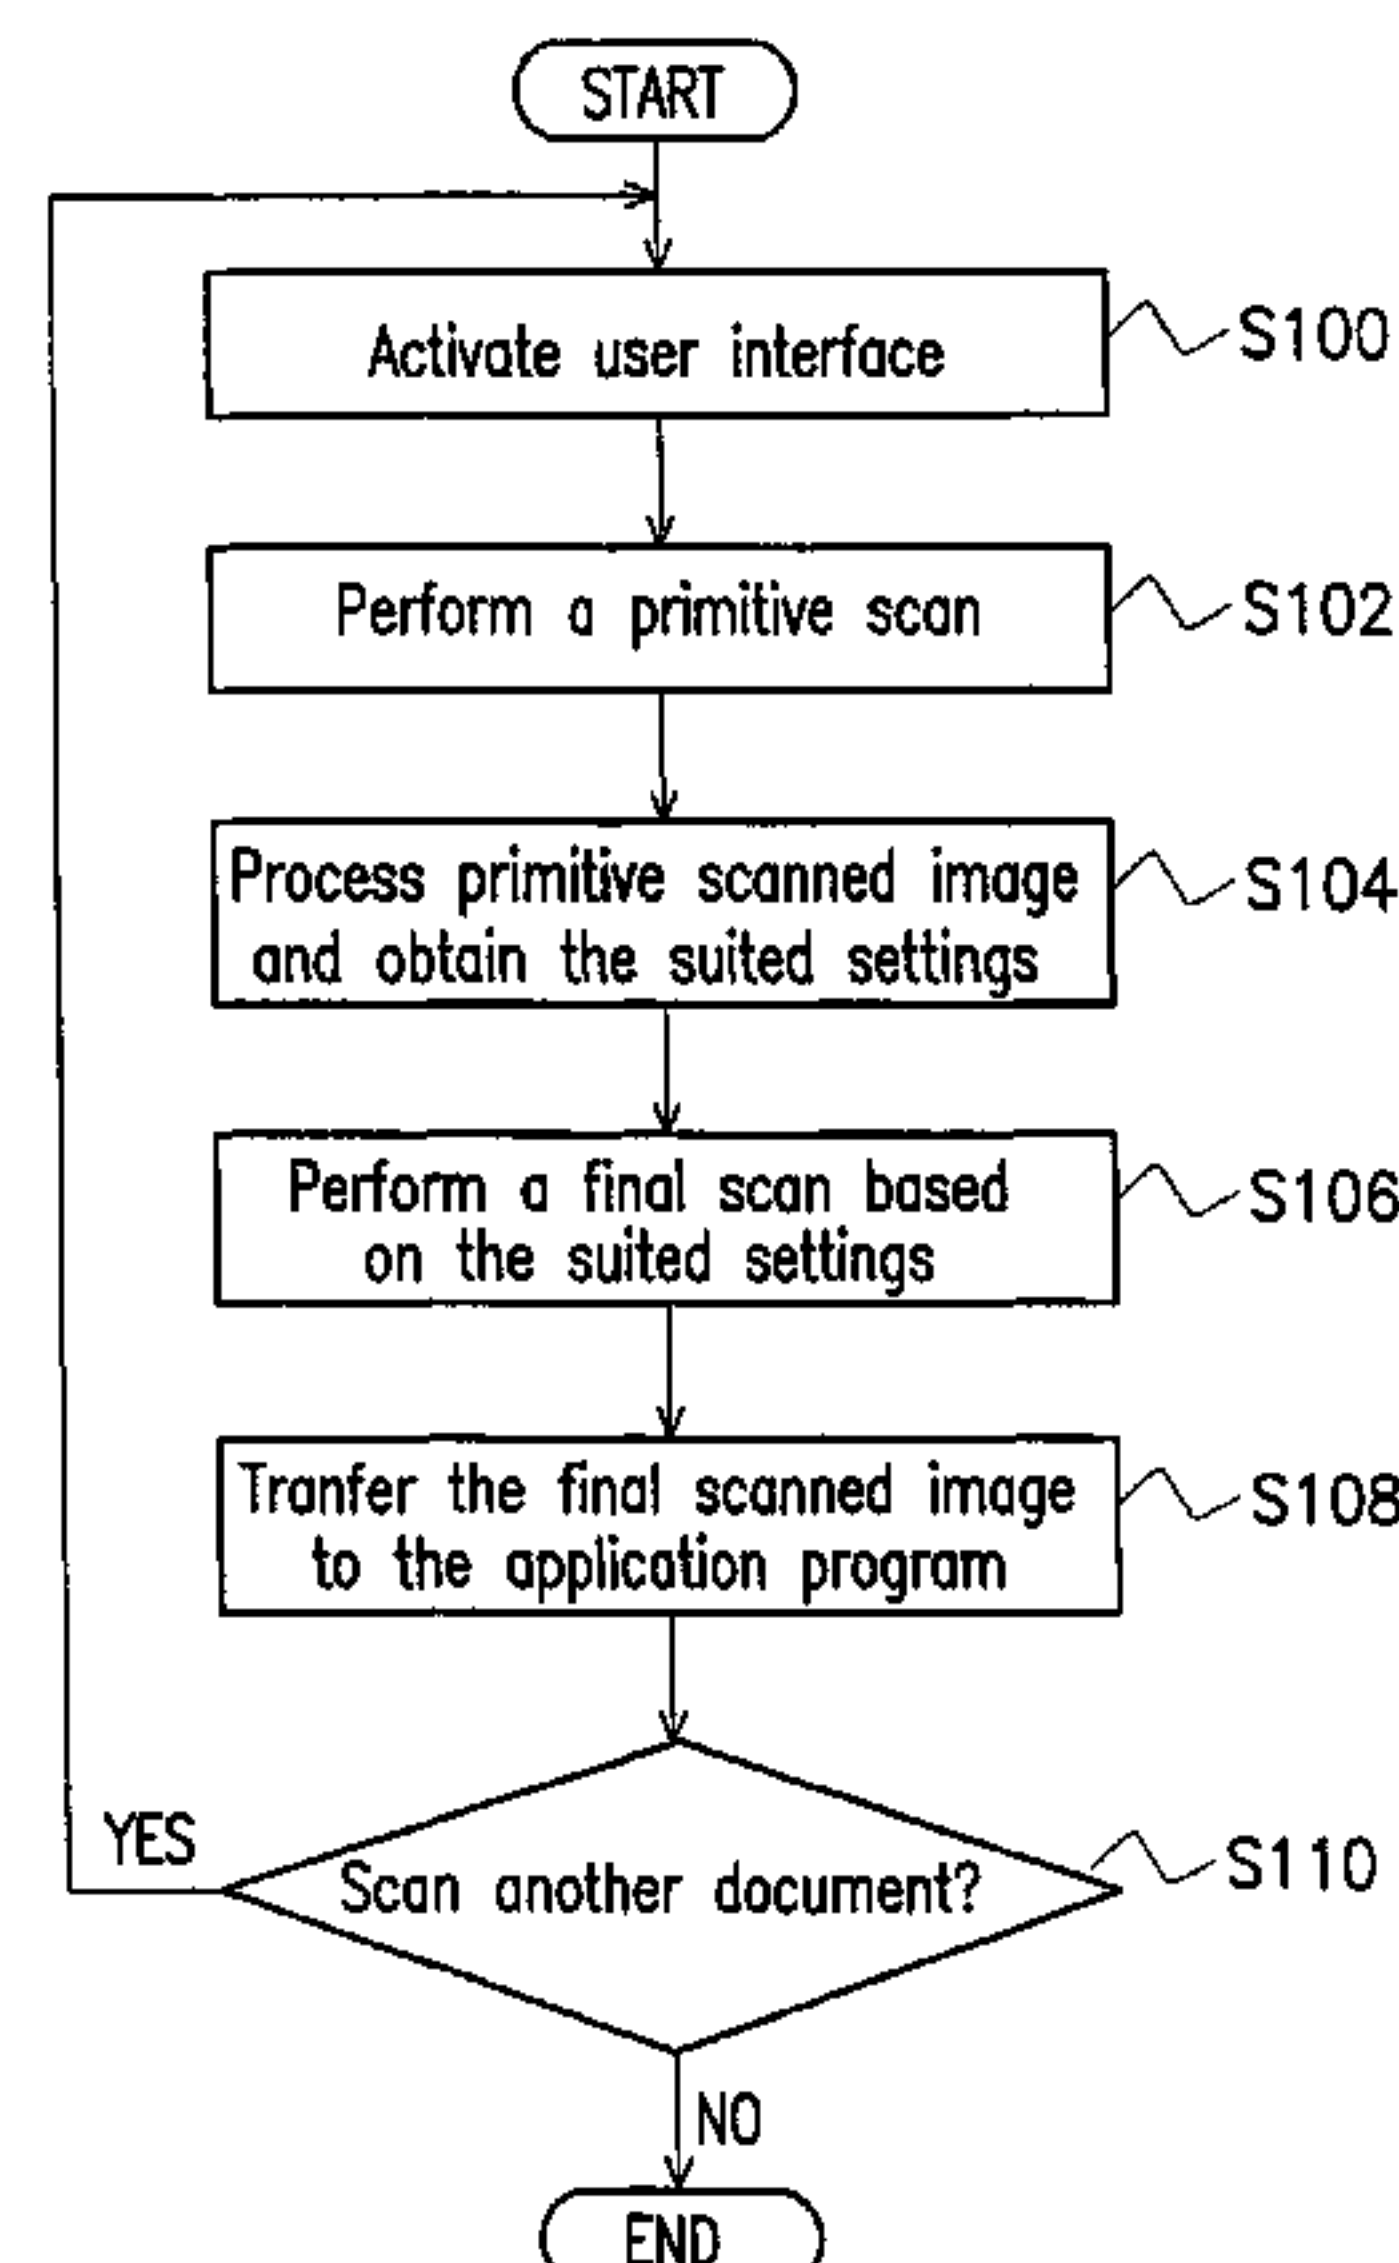 START
Activate user interface
S100
Perform a primitive scan
S102
Process primitive scanned image
and obtain the suited settings
S104
Perform a final scan based
on the suited settings
S106
Tranfer the final scanned image
to the application program
S108
YES
Scan another document?
S110
NO
END